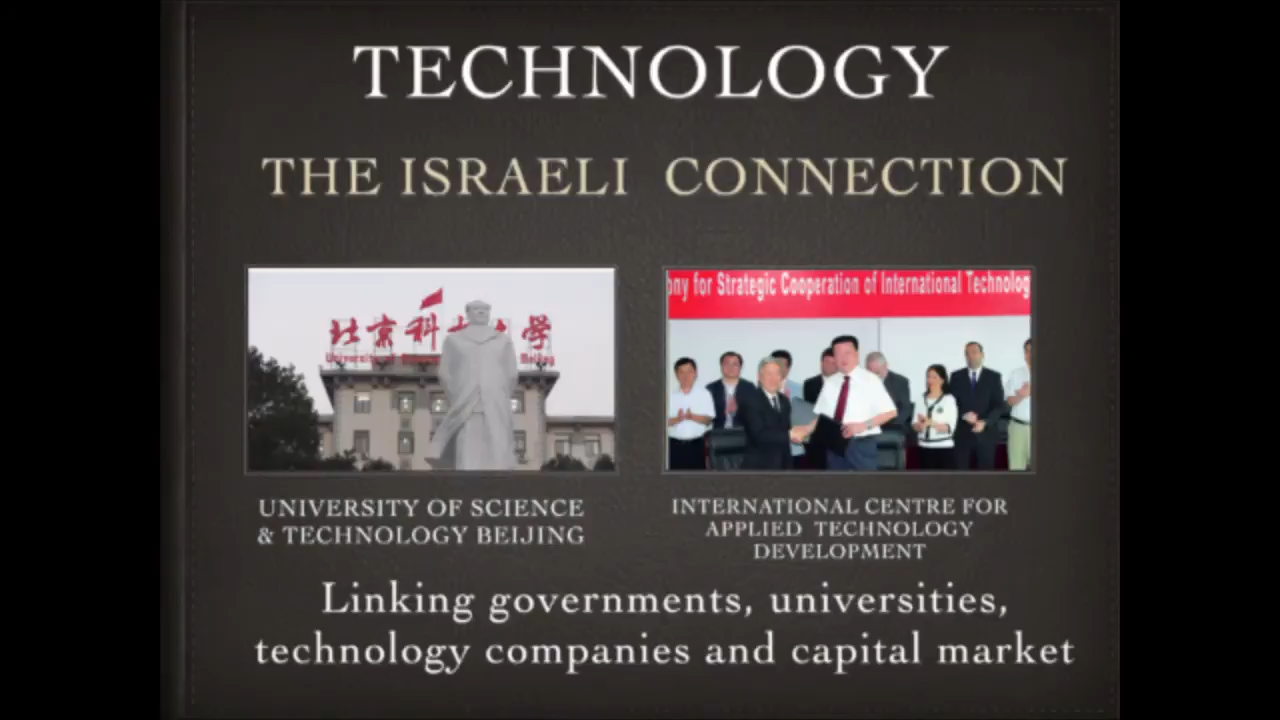 TECHNOLOGY
THE ISRAELI CONNECTION
北京科
学
Beijing
ony for Strategic Cooperation of International Technolog
UNIVERSITY OF SCIENCE
& TECHNOLOGY BEIJING
INTERNATIONAL CENTRE FOR
APPLIED TECHNOLOGY
DEVELOPMENT
Linking governments, universities,
technology companies and capital market